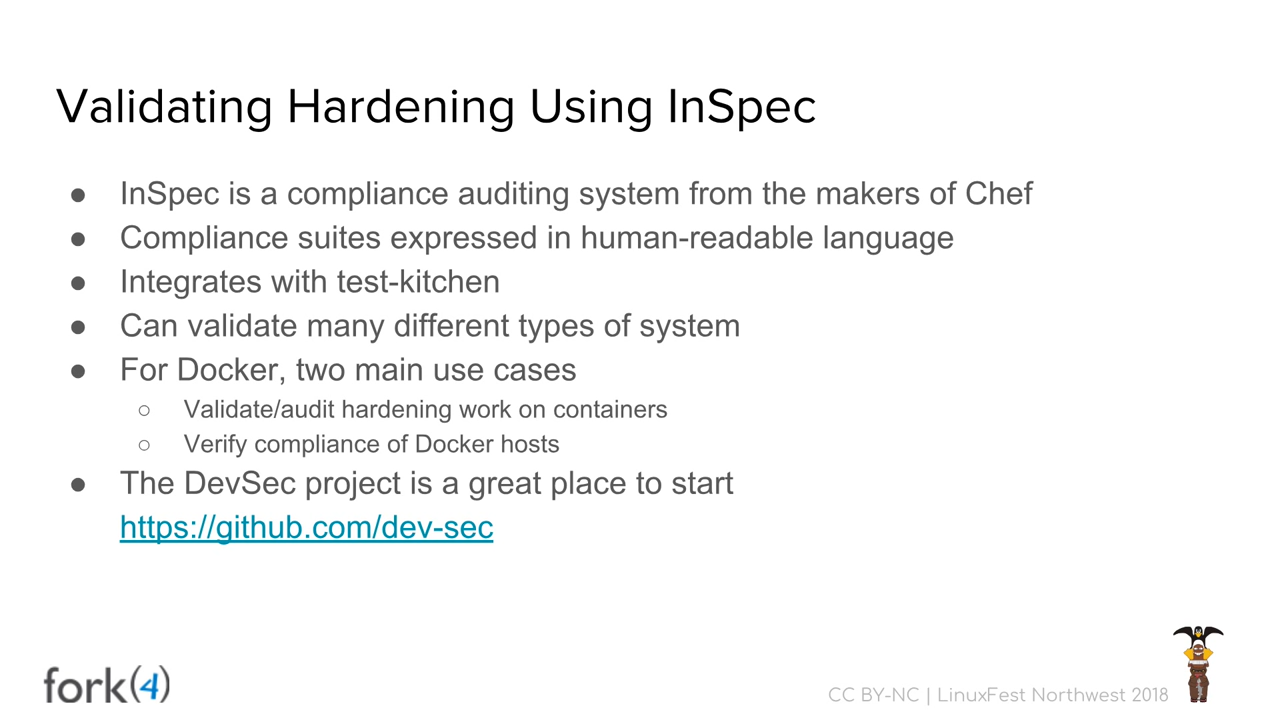 Validating Hardening Using InSpec
● InSpec is a compliance auditing system from the makers of Chef
● Compliance suites expressed in human-readable language
● Integrates with test-kitchen
● Can validate many different types of system
● For Docker, two main use cases
○ Validate/audit hardening work on containers
○ Verify compliance of Docker hosts
● The DevSec project is a great place to start
https://github.com/dev-sec
fork(4)
CC BY-NC | LinuxFest Northwest 2018